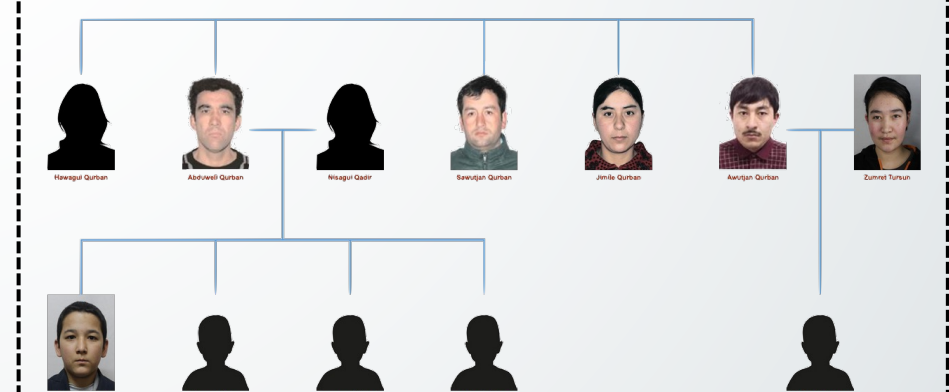 Hawagul Qurban
Abduweli Qurban
Nisagul Qadir
Sawutjan Qurban
Jimile Qurban
Awutjan Qurban
Zumret Tursun